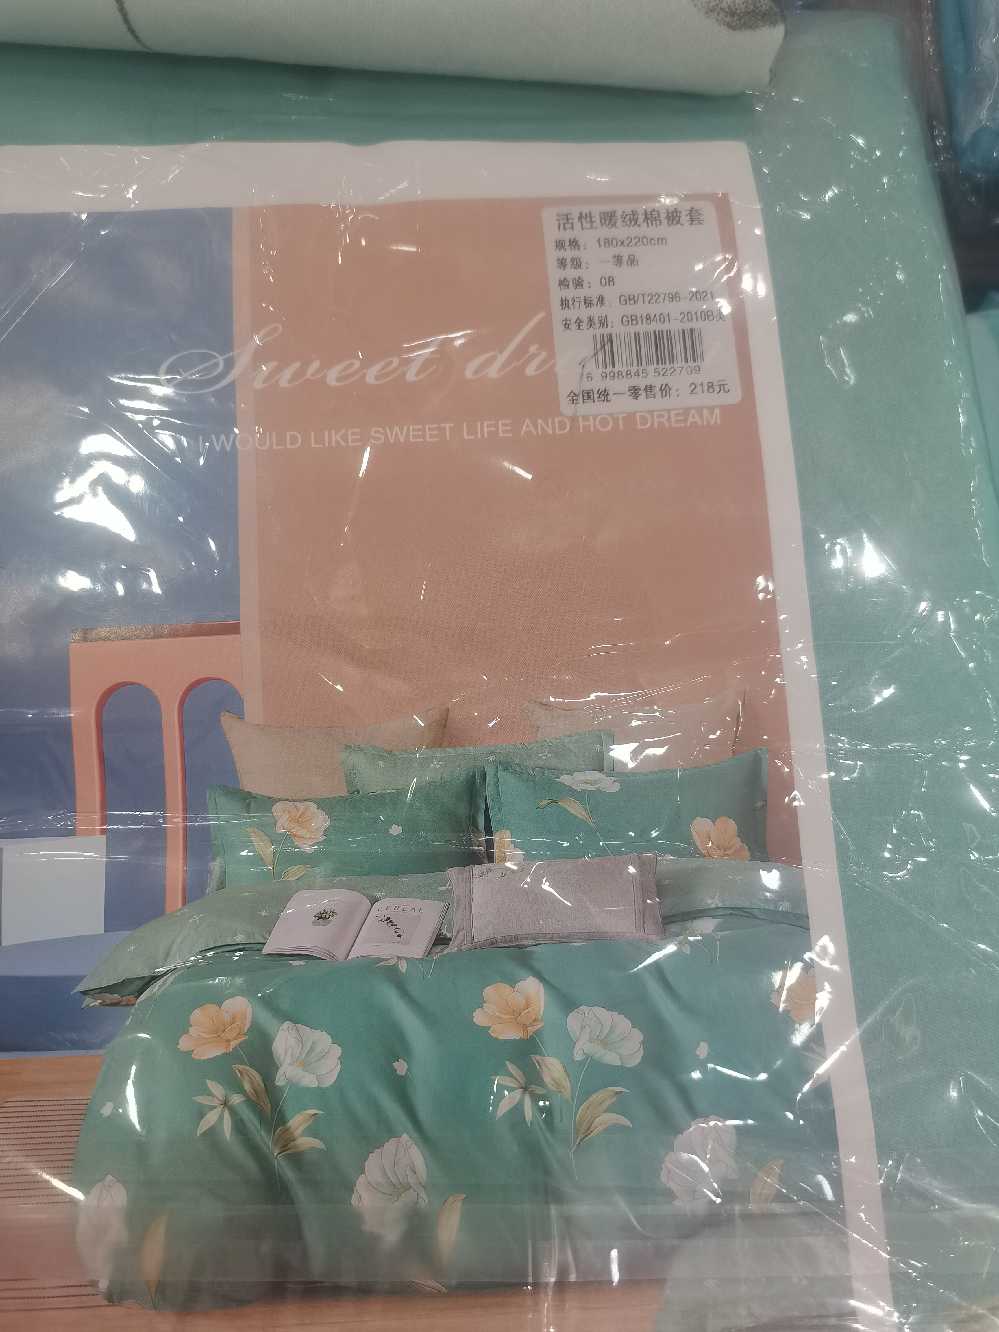 活性暖绒棉被套
规格：180x220cm
等级：一等品
检验：08
执行标准：GB/T22796-2021
安全类别：GB18401-2010B类
6 998845 522709
全国统一零售价：218元
Sweet
I WOULD LIKE SWEET LIFE AND HOT DREAM
CEREAL